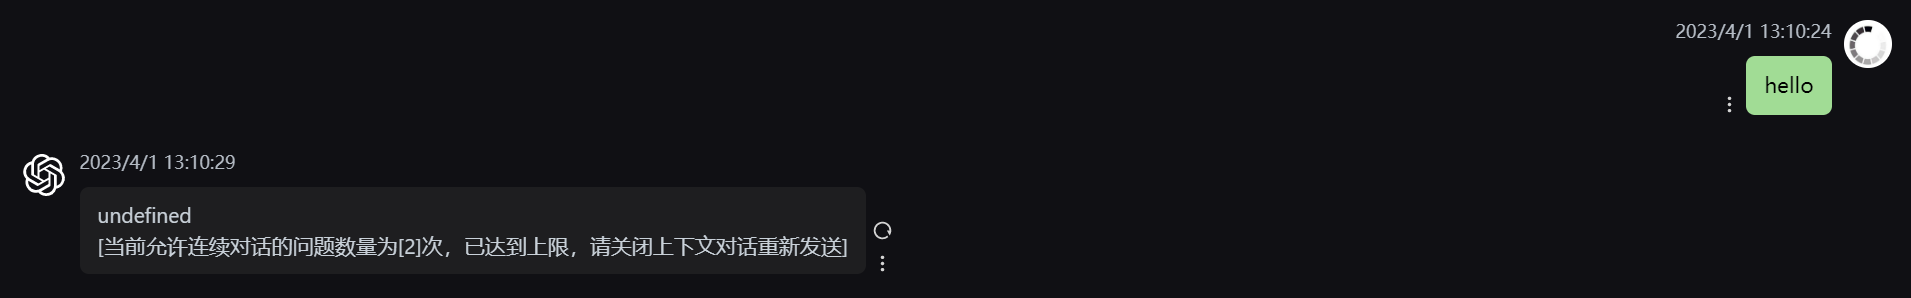 2023/4/1 13:10:24
hello
2023/4/1 13:10:29
undefined
[当前允许连续对话的问题数量为[2]次，已达到上限，请关闭上下文对话重新发送]